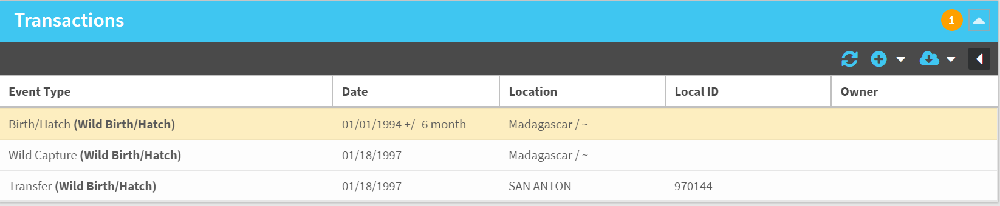 Transactions 1
Event Type Date Location Local ID Owner
Birth/Hatch (Wild Birth/Hatch) 01/01/1994 +/- 6 month Madagascar / ~
Wild Capture (Wild Birth/Hatch) 01/18/1997 Madagascar / ~
Transfer (Wild Birth/Hatch) 01/18/1997 SAN ANTON 970144